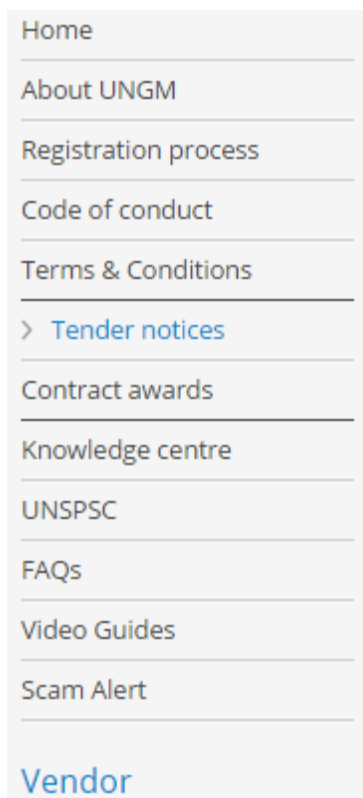 Home
About UNGM
Registration process
Code of conduct
Terms & Conditions
Tender notices
Contract awards
Knowledge centre
UNSPSC
FAQs
Video Guides
Scam Alert
Vendor